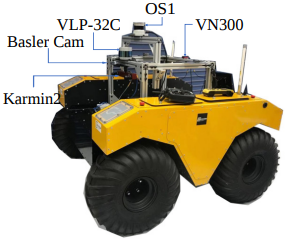 OS1
VLP-32C
VN300
Basler Cam
Karmin2